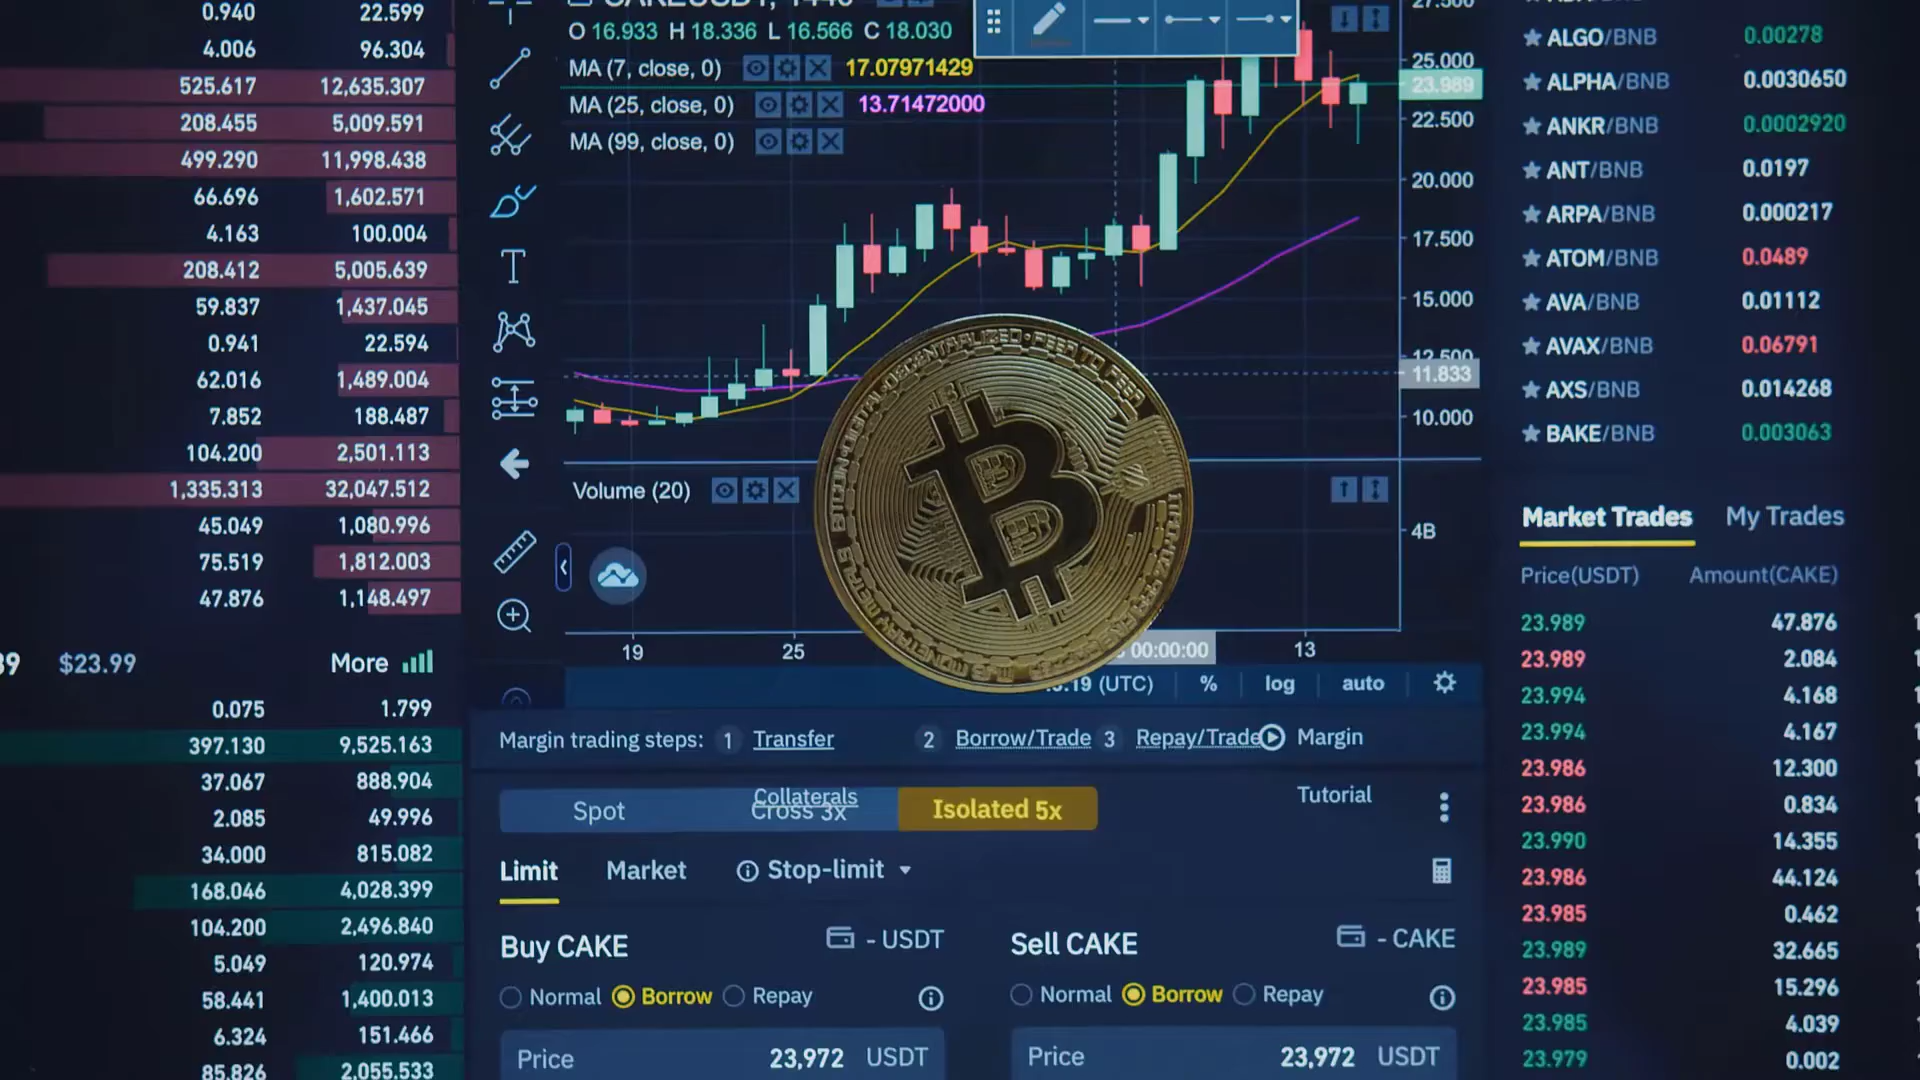 0.940 22.599
4.006 96.304
525.617 12,635.307
208.455 5,009.591
499.290 11,998.438
66.696 1,602.571
4.163 100.004
208.412 5,005.639
59.837 1,437.045
0.941 22.594
62.016 1,489.004
7.852 188.487
104.200 2,501.113
1,335.313 32,047.512
45.049 1,080.996
75.519 1,812.003
47.876 1,148.497
$23.99 More
0.075 1.799
397.130 9,525.163
37.067 888.904
2.085 49.996
34.000 815.082
168.046 4,028.399
104.200 2,496.840
5.049 120.974
58.441 1,400.013
6.324 151.466
85.826 2,055.533
O 16.933 H 18.336 L 16.566 C 18.030
MA (7, close, 0) 17.07971429
MA (25, close, 0) 13.71472000
MA (99, close, 0)
25.000
23.989
22.500
20.000
17.500
15.000
12.500
11.833
10.000
Volume (20)
4B
BITCOIN DIGITAL DECENTRALIZED PEER TO PEER
19 25 00:00:00 13
19 (UTC) % log auto
Margin trading steps: 1 Transfer 2 Borrow/Trade 3 Repay/Trade Margin
Collaterals Tutorial
Spot Cross 3x Isolated 5x
Limit Market Stop-limit
Buy CAKE - USDT
Normal Borrow Repay
Price 23,972 USDT
Sell CAKE - CAKE
Normal Borrow Repay
Price 23,972 USDT
ALGO/BNB 0.00278
ALPHA/BNB 0.0030650
ANKR/BNB 0.0002920
ANT/BNB 0.0197
ARPA/BNB 0.000217
ATOM/BNB 0.0489
AVA/BNB 0.01112
AVAX/BNB 0.06791
AXS/BNB 0.014268
BAKE/BNB 0.003063
Market Trades My Trades
Price(USDT) Amount(CAKE)
23.989 47.876
23.989 2.084
23.994 4.168
23.994 4.167
23.986 12.300
23.986 0.834
23.990 14.355
23.986 44.124
23.985 0.462
23.989 32.665
23.985 15.296
23.985 4.039
23.979 0.002